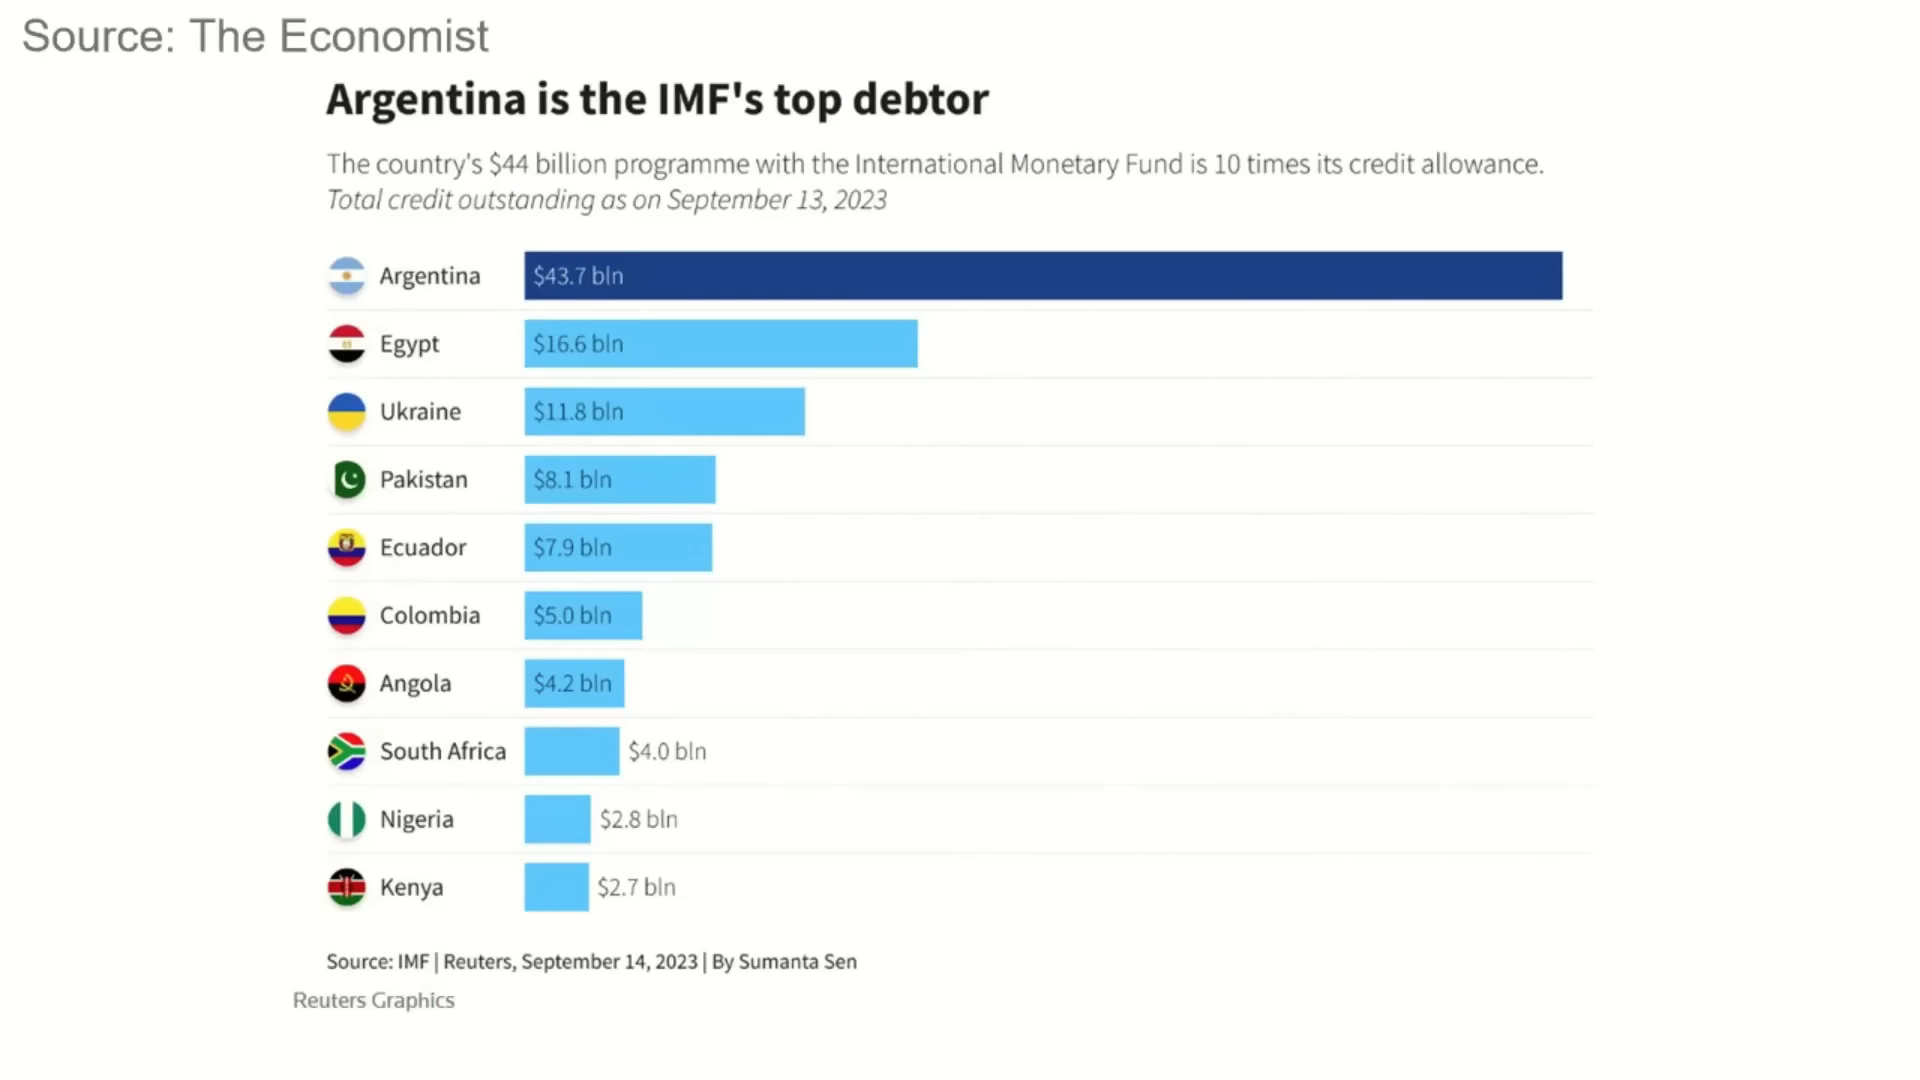 Source: The Economist
Argentina is the IMF's top debtor
The country's $44 billion programme with the International Monetary Fund is 10 times its credit allowance.
Total credit outstanding as on September 13, 2023
Argentina $43.7 bln
Egypt $16.6 bln
Ukraine $11.8 bln
Pakistan $8.1 bln
Ecuador $7.9 bln
Colombia $5.0 bln
Angola $4.2 bln
South Africa $4.0 bln
Nigeria $2.8 bln
Kenya $2.7 bln
Source: IMF | Reuters, September 14, 2023 | By Sumanta Sen
Reuters Graphics